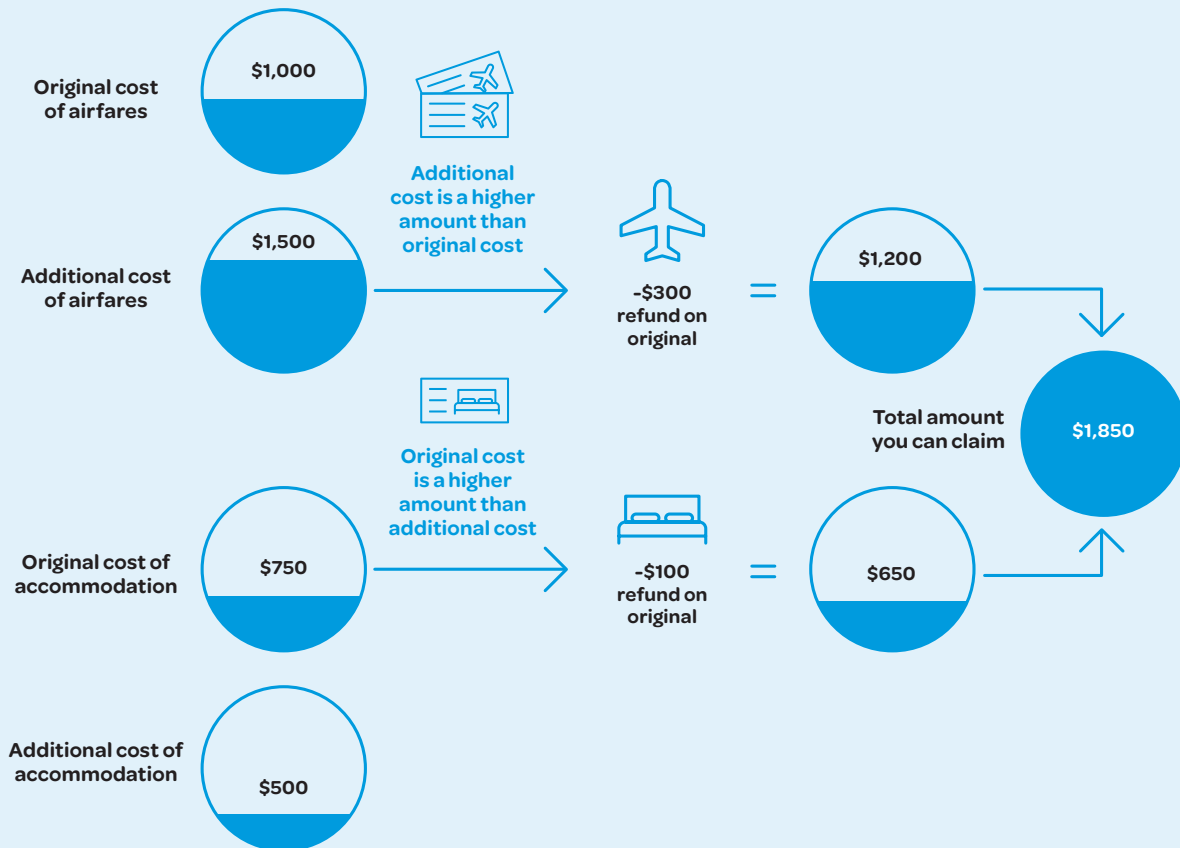 Original cost
of airfares
$1,000
Additional
cost is a higher
amount than
original cost
Additional cost
of airfares
$1,500
-$300
refund on
original
=
$1,200
Total amount
you can claim
$1,850
Original cost
is a higher
amount than
additional cost
Original cost of
accommodation
$750
-$100
refund on
original
=
$650
Additional cost of
accommodation
$500